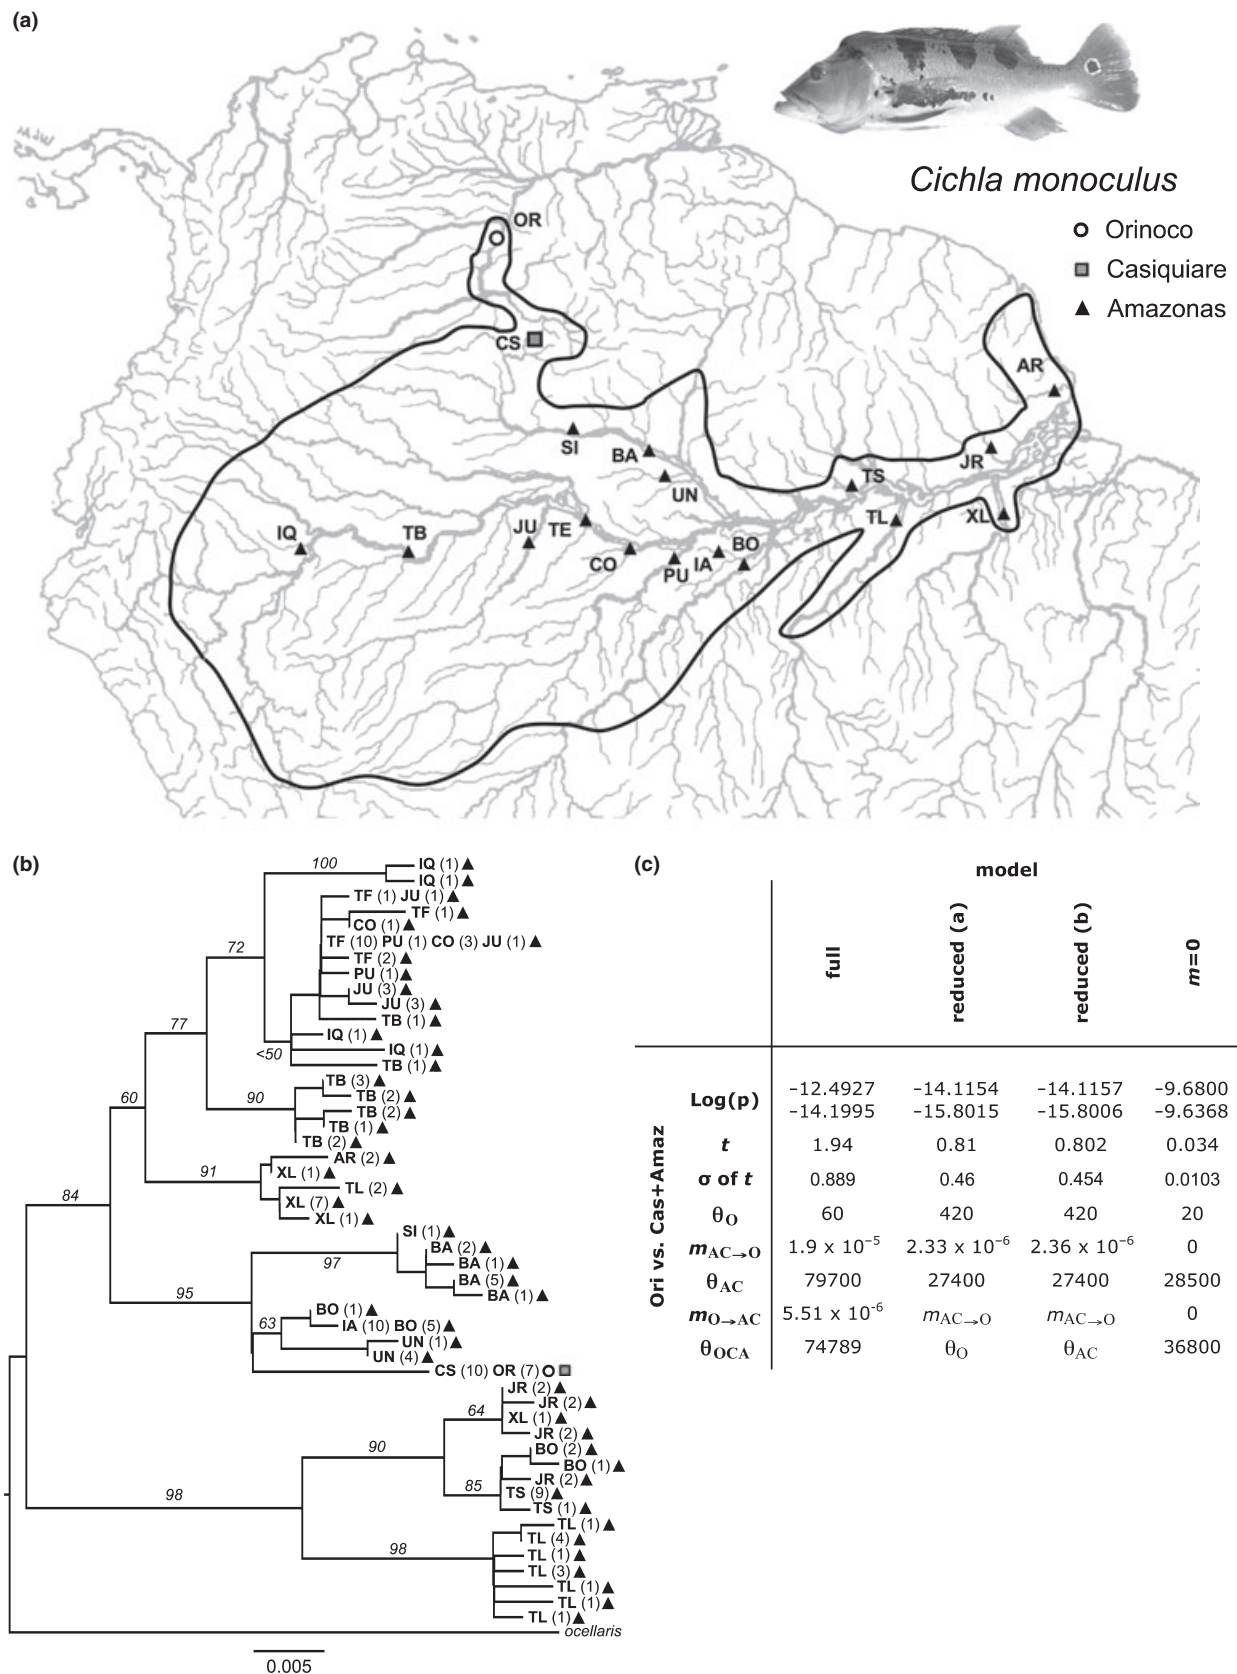 (a)
Cichla monoculus
Orinoco
Casiquiare
Amazonas
OR
CS
AR
SI
BA
JR
TS
UN
TL
XL
IQ
TB
JU
TE
BO
CO
IA
PU
(b)
100
IQ (1)
IQ (1)
TF (1) JU (1)
TF (1)
CO (1)
72
TF (10) PU (1) CO (3) JU (1)
TF (2)
PU (1)
JU (3)
JU (3)
TB (1)
77
IQ (1)
<50
IQ (1)
TB (1)
TB (3)
60
90
TB (2)
TB (2)
TB (1)
TB (2)
AR (2)
91
XL (1)
TL (2)
84
XL (7)
XL (1)
SI (1)
BA (2)
97
BA (1)
BA (5)
95
BA (1)
BO (1)
63
IA (10) BO (5)
UN (1)
UN (4)
CS (10) OR (7)
JR (2)
JR (2)
64
XL (1)
JR (2)
90
BO (2)
BO (1)
JR (2)
85
TS (9)
98
TS (1)
TL (1)
TL (4)
98
TL (1)
TL (3)
TL (1)
TL (1)
TL (1)
ocellaris
0.005
(c)
model
full
reduced (a)
reduced (b)
m=0
Ori vs. Cas+Amaz
Log(p) −12.4927 −14.1154 −14.1157 −9.6800
−14.1995 −15.8015 −15.8006 −9.6368
t 1.94 0.81 0.802 0.034
σ of t 0.889 0.46 0.454 0.0103
θO 60 420 420 20
mAC→O 1.9 x 10−5 2.33 x 10−6 2.36 x 10−6 0
θAC 79700 27400 27400 28500
mO→AC 5.51 x 10-6 mAC→O mAC→O 0
θOCA 74789 θO θAC 36800